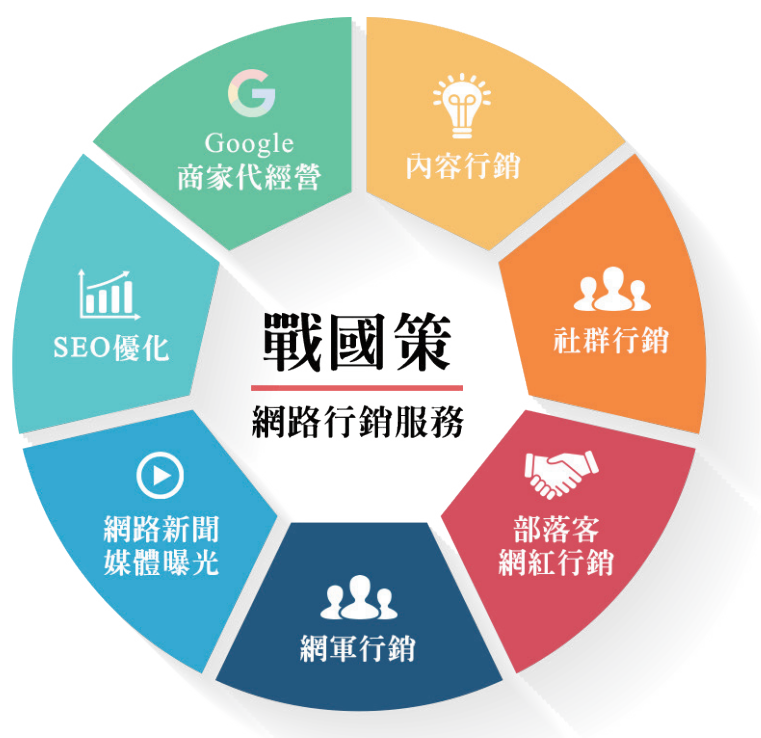 Google
商家代經營
內容行銷
SEO優化
社群行銷
戰國策
網路行銷服務
網路新聞
媒體曝光
部落客
網紅行銷
網軍行銷